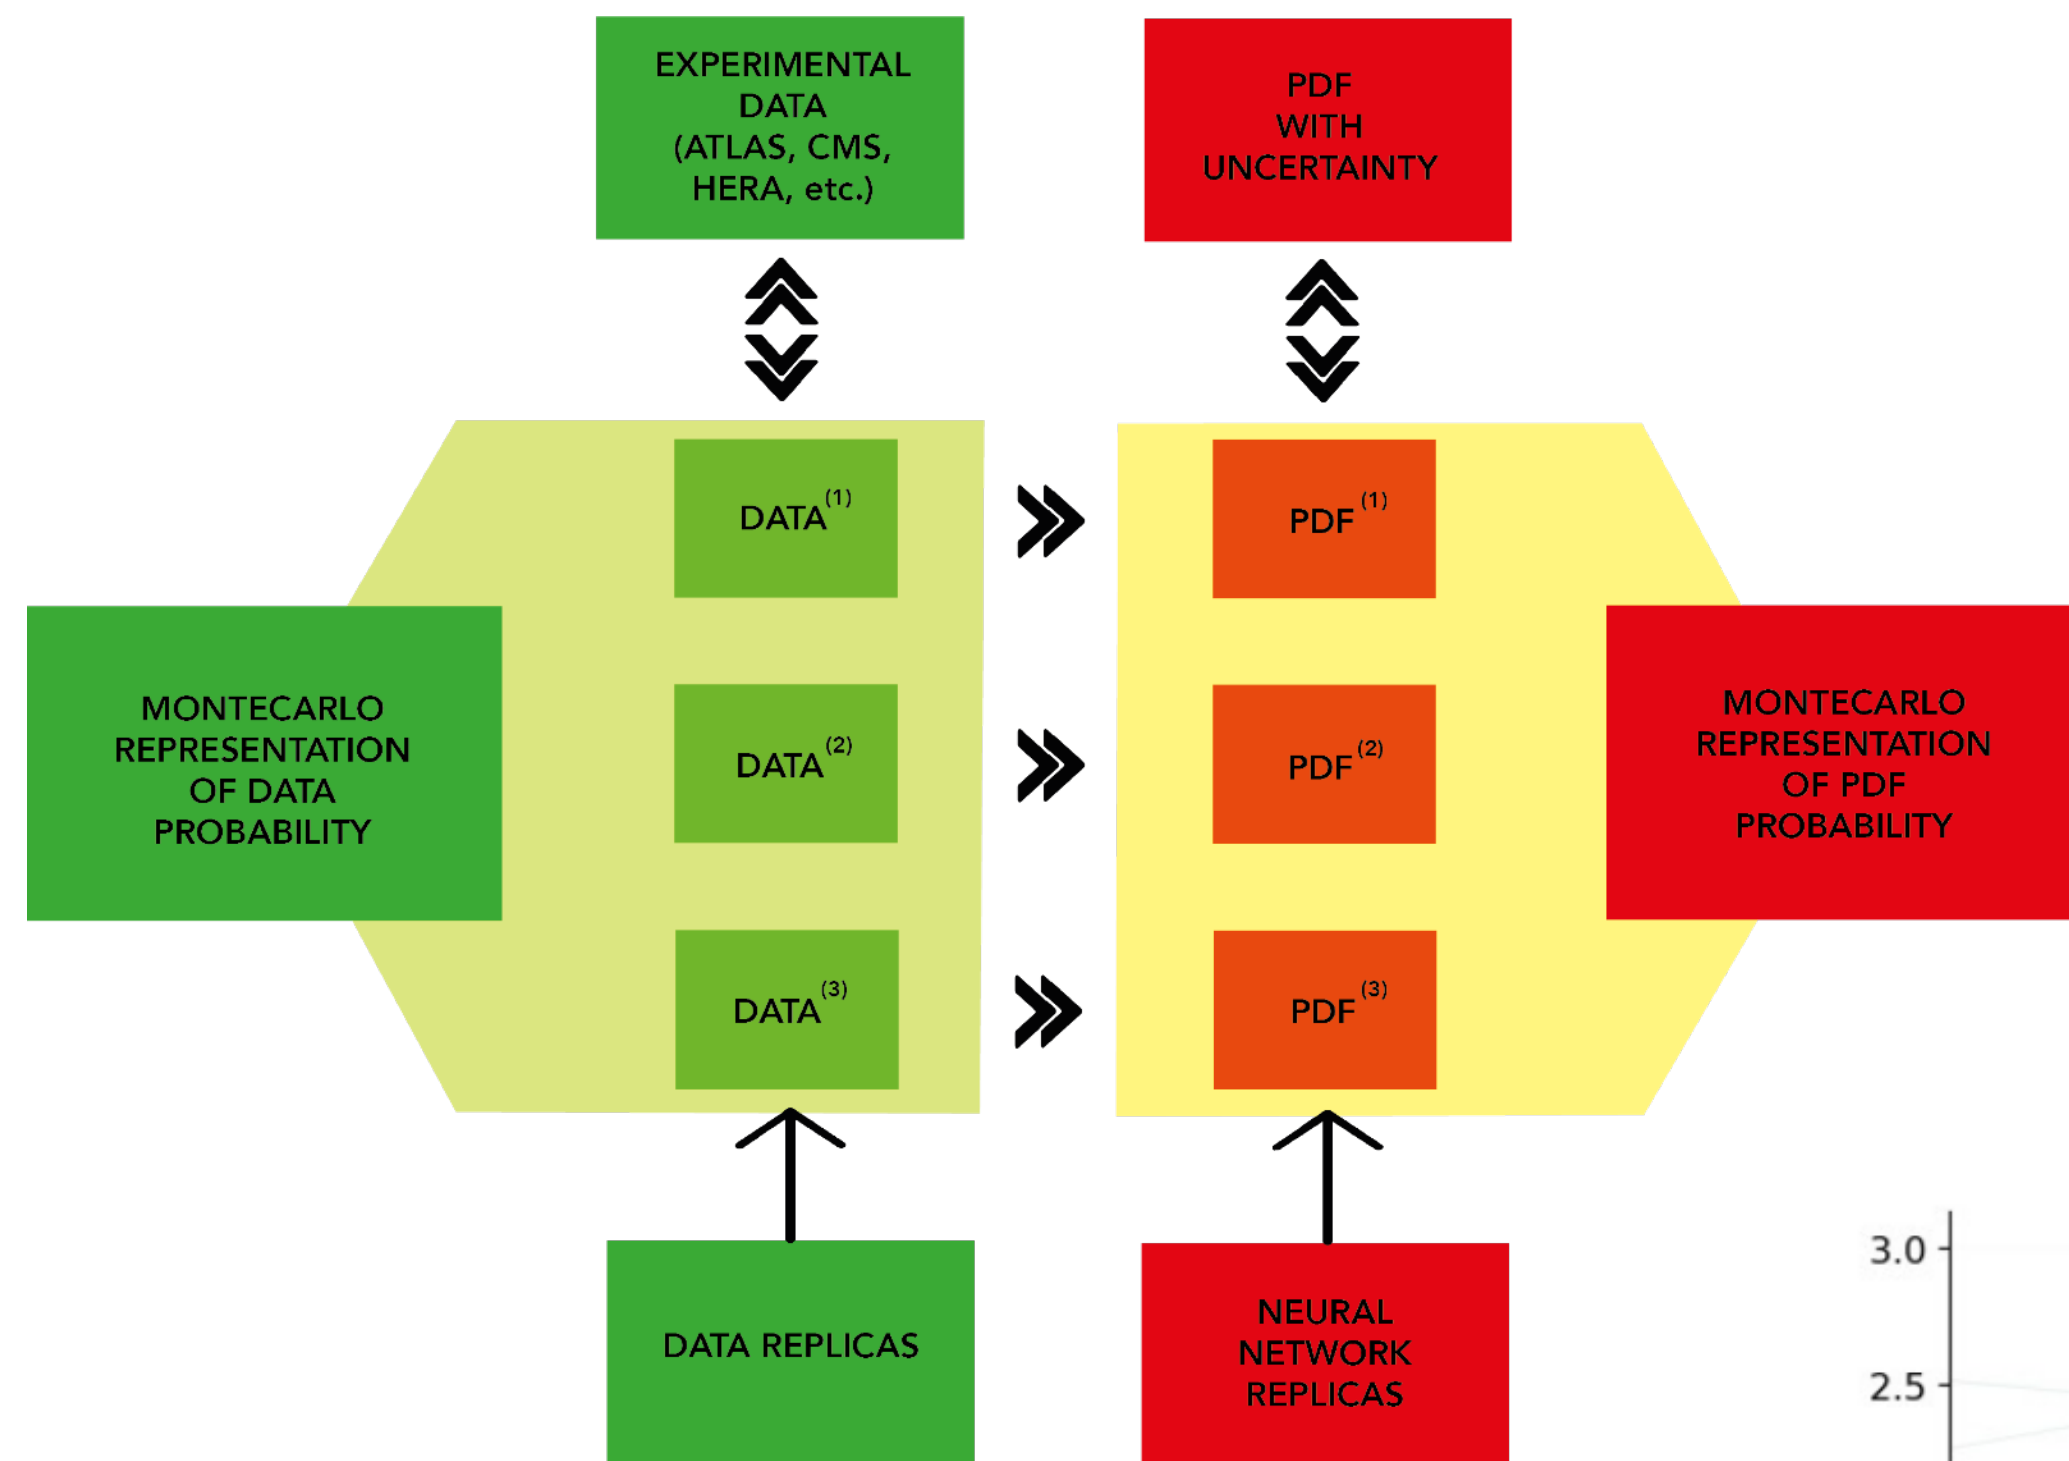 EXPERIMENTAL
DATA
(ATLAS, CMS,
HERA, etc.)
PDF
WITH
UNCERTAINTY
DATA (1)
PDF (1)
MONTECARLO
REPRESENTATION
OF DATA
PROBABILITY
DATA (2)
PDF (2)
MONTECARLO
REPRESENTATION
OF PDF
PROBABILITY
DATA (3)
PDF (3)
DATA REPLICAS
NEURAL
NETWORK
REPLICAS
3.0
2.5